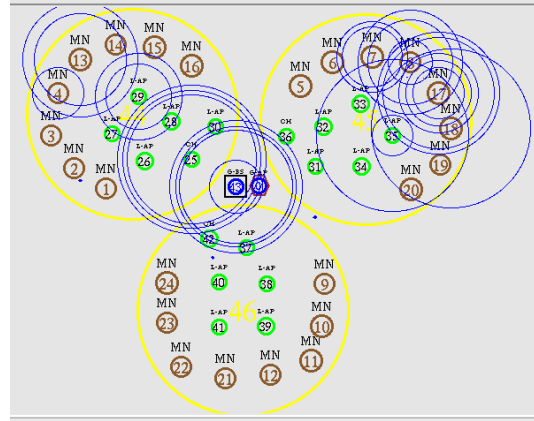 MN
14
MN
15
MN
13
MN
16
MN
4
L-AP
29
MN
3
L-AP
27
L-AP
28
L-AP
30
MN
2
L-AP
26
CH
25
MN
1
MN
6
MN
7
MN
8
MN
5
MN
17
L-AP
33
L-AP
32
CH
36
L-AP
35
MN
18
L-AP
31
L-AP
34
MN
19
MN
20
G-BS
43
G-AP
CH
42
L-AP
37
MN
24
L-AP
40
L-AP
38
MN
9
MN
23
L-AP
41
46
L-AP
39
MN
10
MN
22
MN
21
MN
12
MN
11